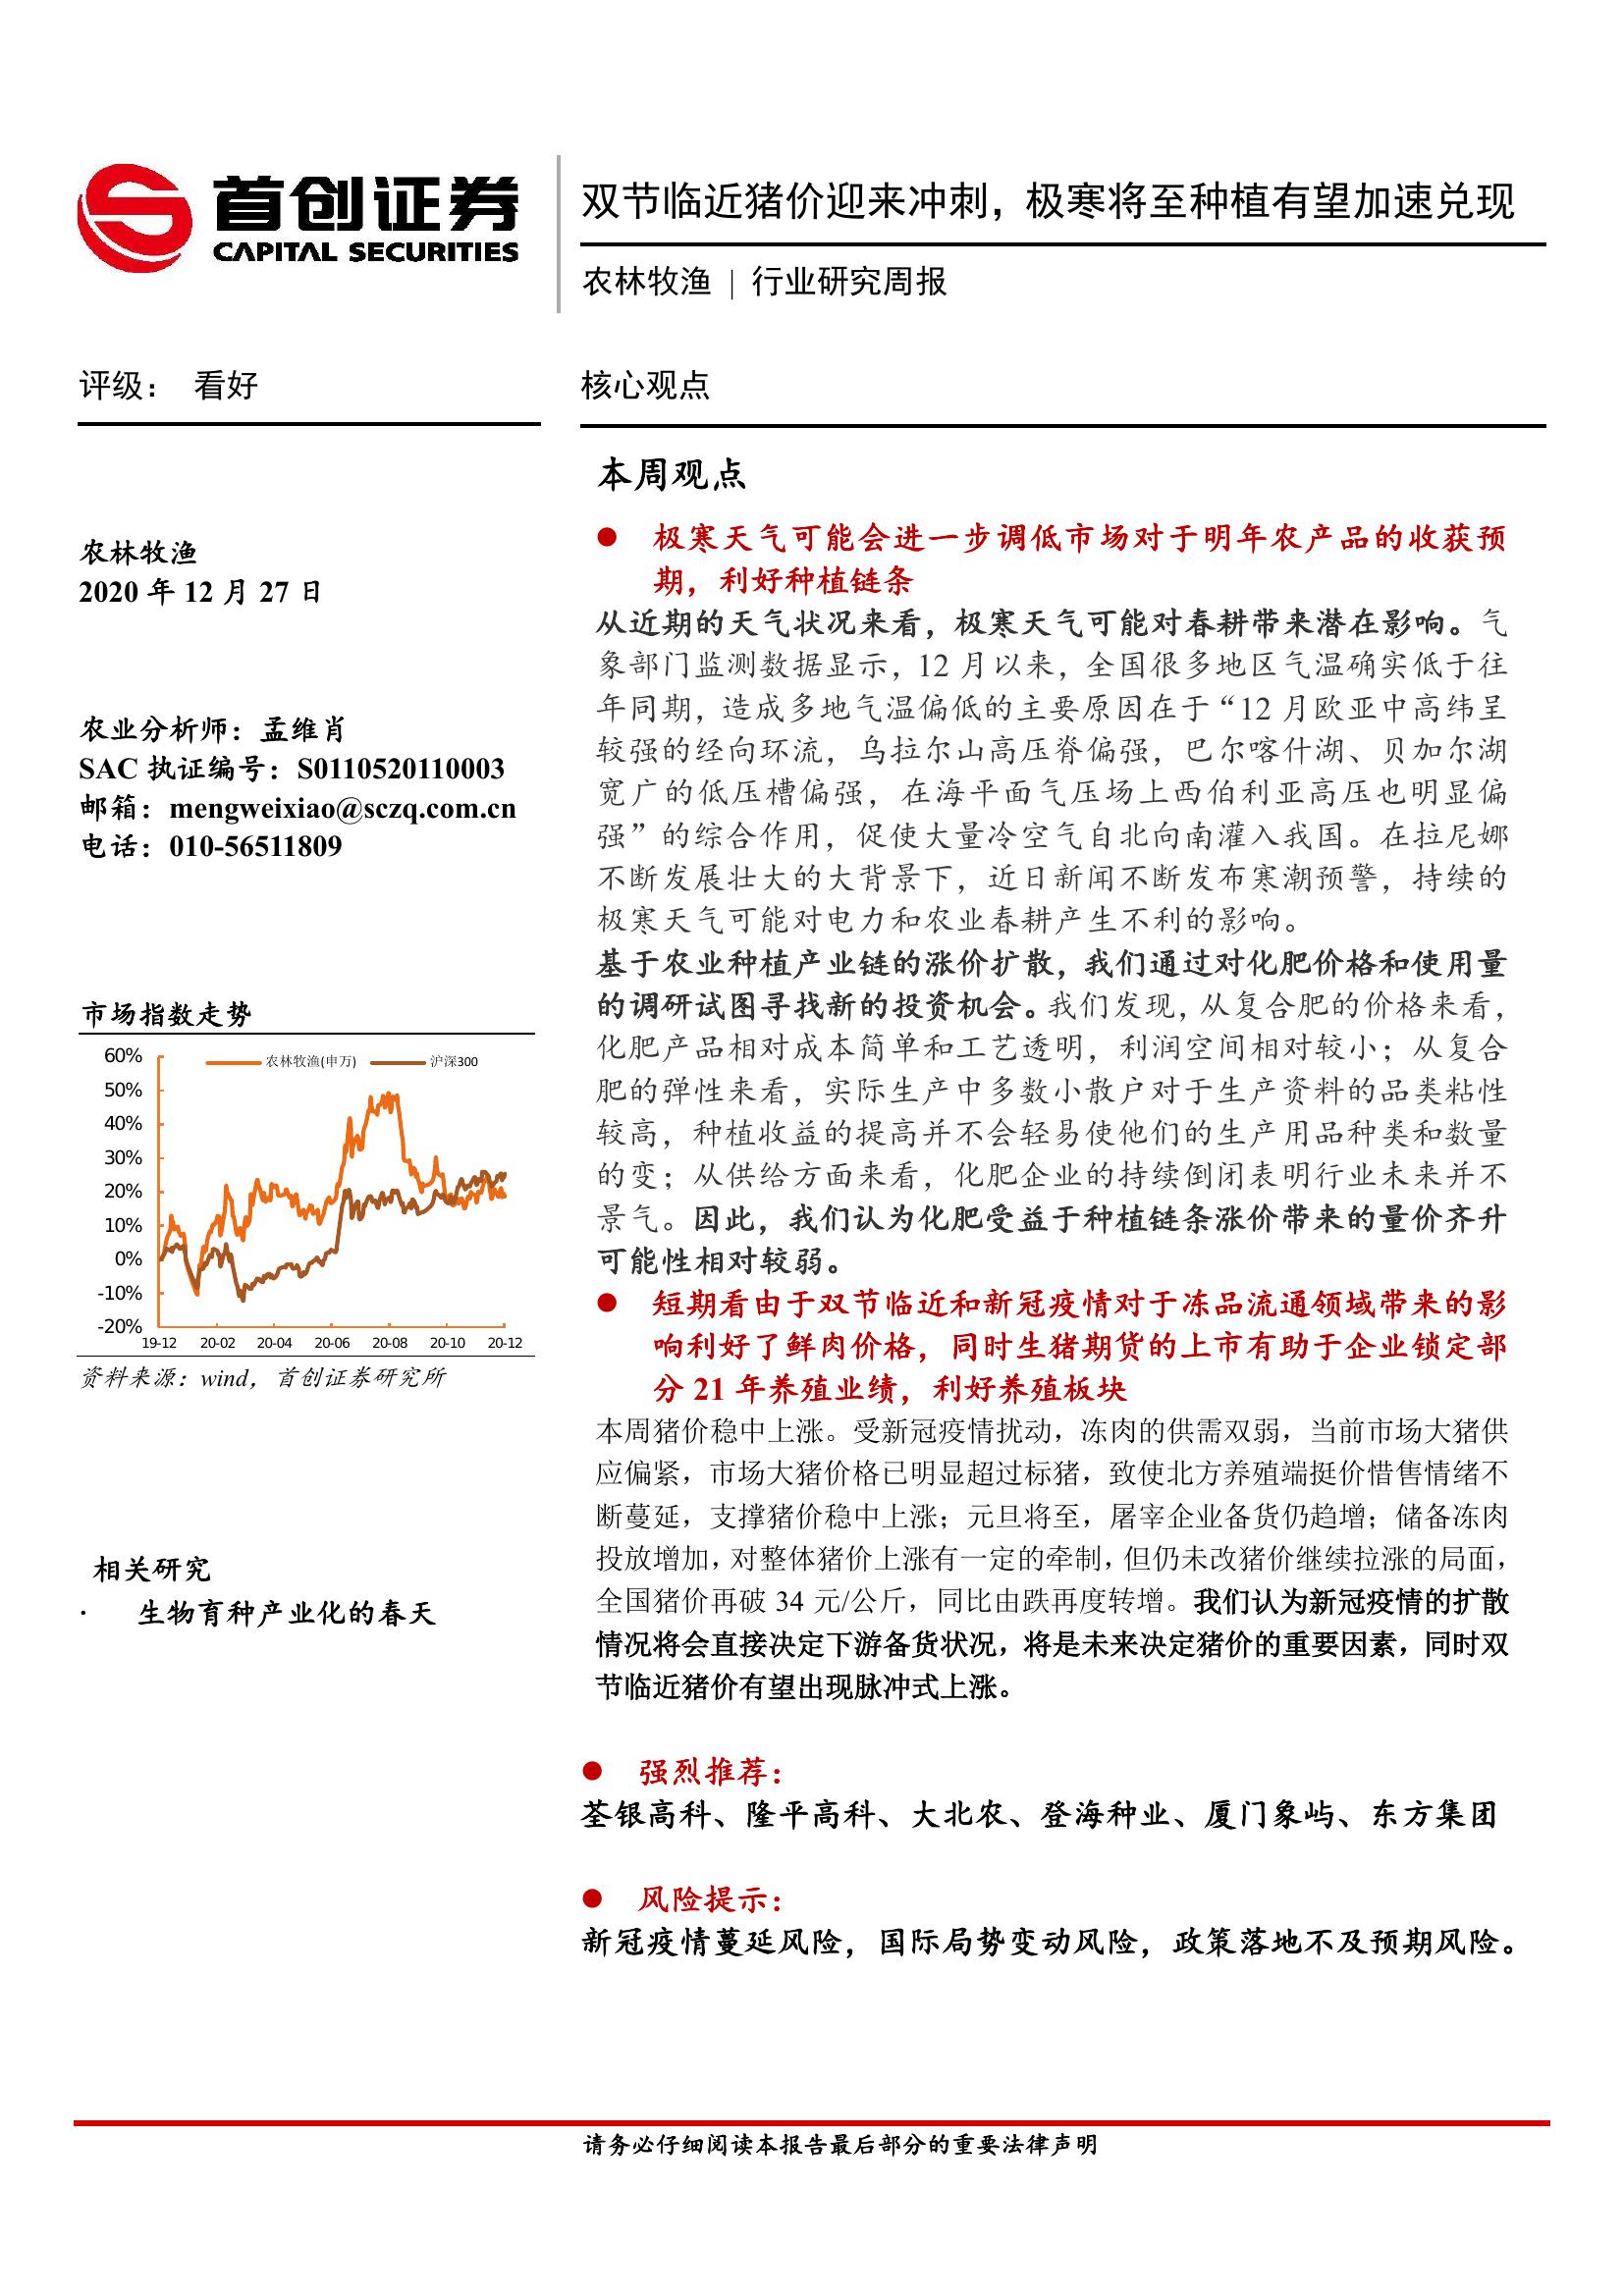 首创证券
CAPITAL SECURITIES
双节临近猪价迎来冲刺，极寒将至种植有望加速兑现
农林牧渔 | 行业研究周报
评级： 看好
农林牧渔
2020 年 12 月 27 日
农业分析师：孟维肖
SAC 执证编号：S0110520110003
邮箱：mengweixiao@sczq.com.cn
电话：010-56511809
市场指数走势
农林牧渔(申万) 沪深300
60%
50%
40%
30%
20%
10%
0%
-10%
-20%
19-12 20-02 20-04 20-06 20-08 20-10 20-12
资料来源：wind，首创证券研究所
相关研究
· 生物育种产业化的春天
核心观点
本周观点
● 极寒天气可能会进一步调低市场对于明年农产品的收获预
期，利好种植链条
从近期的天气状况来看，极寒天气可能对春耕带来潜在影响。气
象部门监测数据显示，12 月以来，全国很多地区气温确实低于往
年同期，造成多地气温偏低的主要原因在于“12 月欧亚中高纬呈
较强的经向环流，乌拉尔山高压脊偏强，巴尔喀什湖、贝加尔湖
宽广的低压槽偏强，在海平面气压场上西伯利亚高压也明显偏
强”的综合作用，促使大量冷空气自北向南灌入我国。在拉尼娜
不断发展壮大的大背景下，近日新闻不断发布寒潮预警，持续的
极寒天气可能对电力和农业春耕产生不利的影响。
基于农业种植产业链的涨价扩散，我们通过对化肥价格和使用量
的调研试图寻找新的投资机会。我们发现，从复合肥的价格来看，
化肥产品相对成本简单和工艺透明，利润空间相对较小；从复合
肥的弹性来看，实际生产中多数小散户对于生产资料的品类粘性
较高，种植收益的提高并不会轻易使他们的生产用品种类和数量
的变；从供给方面来看，化肥企业的持续倒闭表明行业未来并不
景气。因此，我们认为化肥受益于种植链条涨价带来的量价齐升
可能性相对较弱。
● 短期看由于双节临近和新冠疫情对于冻品流通领域带来的影
响利好了鲜肉价格，同时生猪期货的上市有助于企业锁定部
分 21 年养殖业绩，利好养殖板块
本周猪价稳中上涨。受新冠疫情扰动，冻肉的供需双弱，当前市场大猪供
应偏紧，市场大猪价格已明显超过标猪，致使北方养殖端挺价惜售情绪不
断蔓延，支撑猪价稳中上涨；元旦将至，屠宰企业备货仍趋增；储备冻肉
投放增加，对整体猪价上涨有一定的牵制，但仍未改猪价继续拉涨的局面，
全国猪价再破 34 元/公斤，同比由跌再度转增。我们认为新冠疫情的扩散
情况将会直接决定下游备货状况，将是未来决定猪价的重要因素，同时双
节临近猪价有望出现脉冲式上涨。
● 强烈推荐：
荃银高科、隆平高科、大北农、登海种业、厦门象屿、东方集团
● 风险提示：
新冠疫情蔓延风险，国际局势变动风险，政策落地不及预期风险。
请务必仔细阅读本报告最后部分的重要法律声明